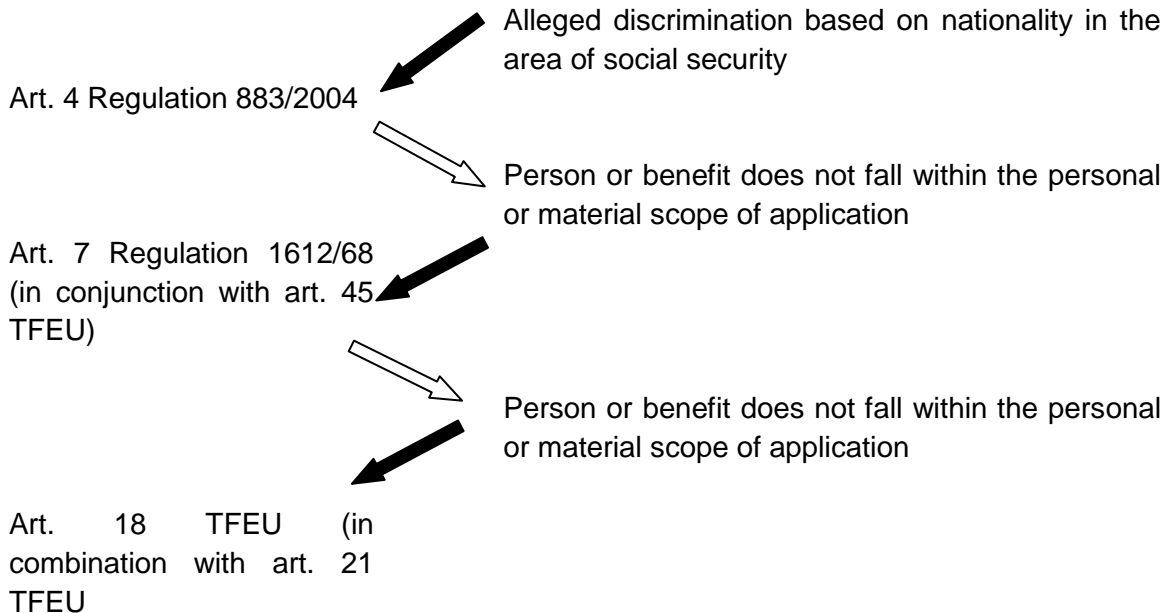 Alleged discrimination based on nationality in the
area of social security
Art. 4 Regulation 883/2004
Person or benefit does not fall within the personal
or material scope of application
Art. 7 Regulation 1612/68
(in conjunction with art. 45
TFEU)
Person or benefit does not fall within the personal
or material scope of application
Art. 18 TFEU (in
combination with art. 21
TFEU